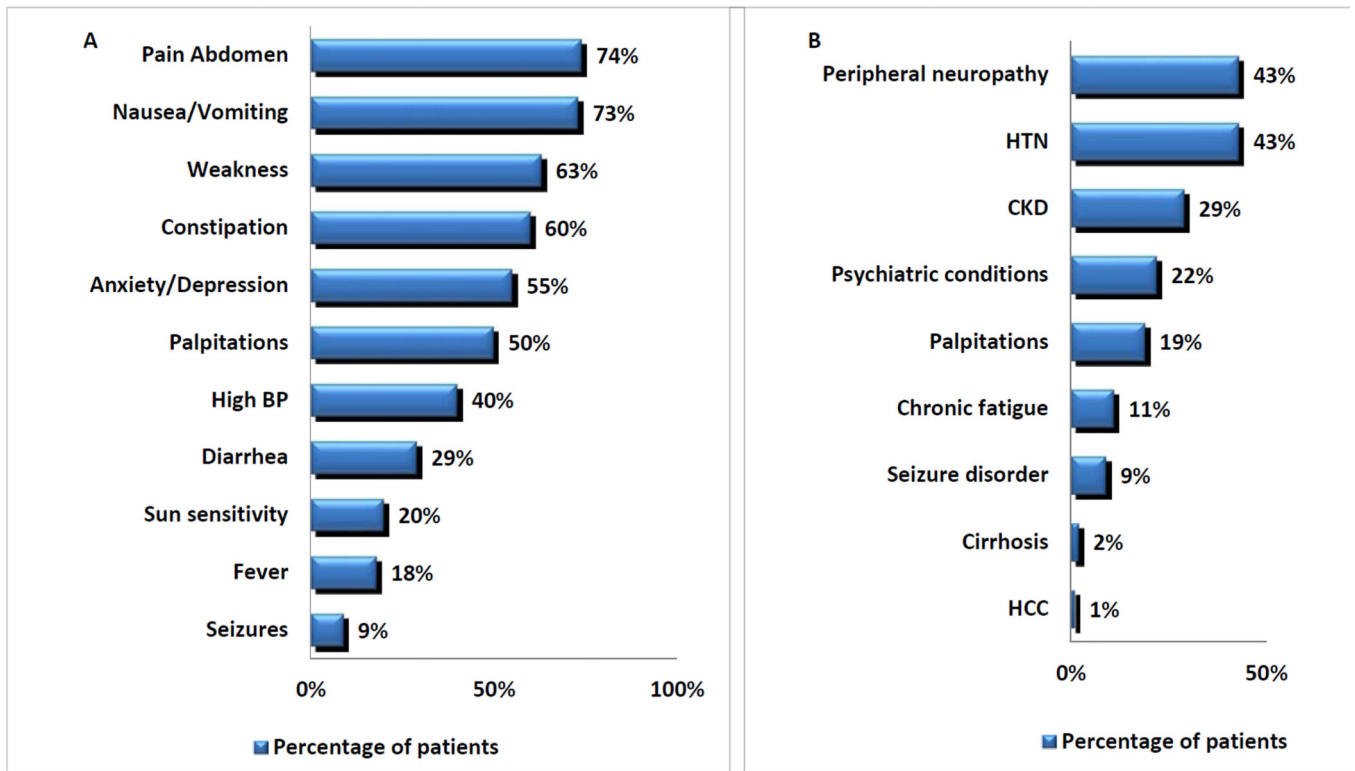 A
Pain Abdomen 74%
Nausea/Vomiting 73%
Weakness 63%
Constipation 60%
Anxiety/Depression 55%
Palpitations 50%
High BP 40%
Diarrhea 29%
Sun sensitivity 20%
Fever 18%
Seizures 9%
0% 50% 100%
Percentage of patients
B
Peripheral neuropathy 43%
HTN 43%
CKD 29%
Psychiatric conditions 22%
Palpitations 19%
Chronic fatigue 11%
Seizure disorder 9%
Cirrhosis 2%
HCC 1%
0% 50%
Percentage of patients